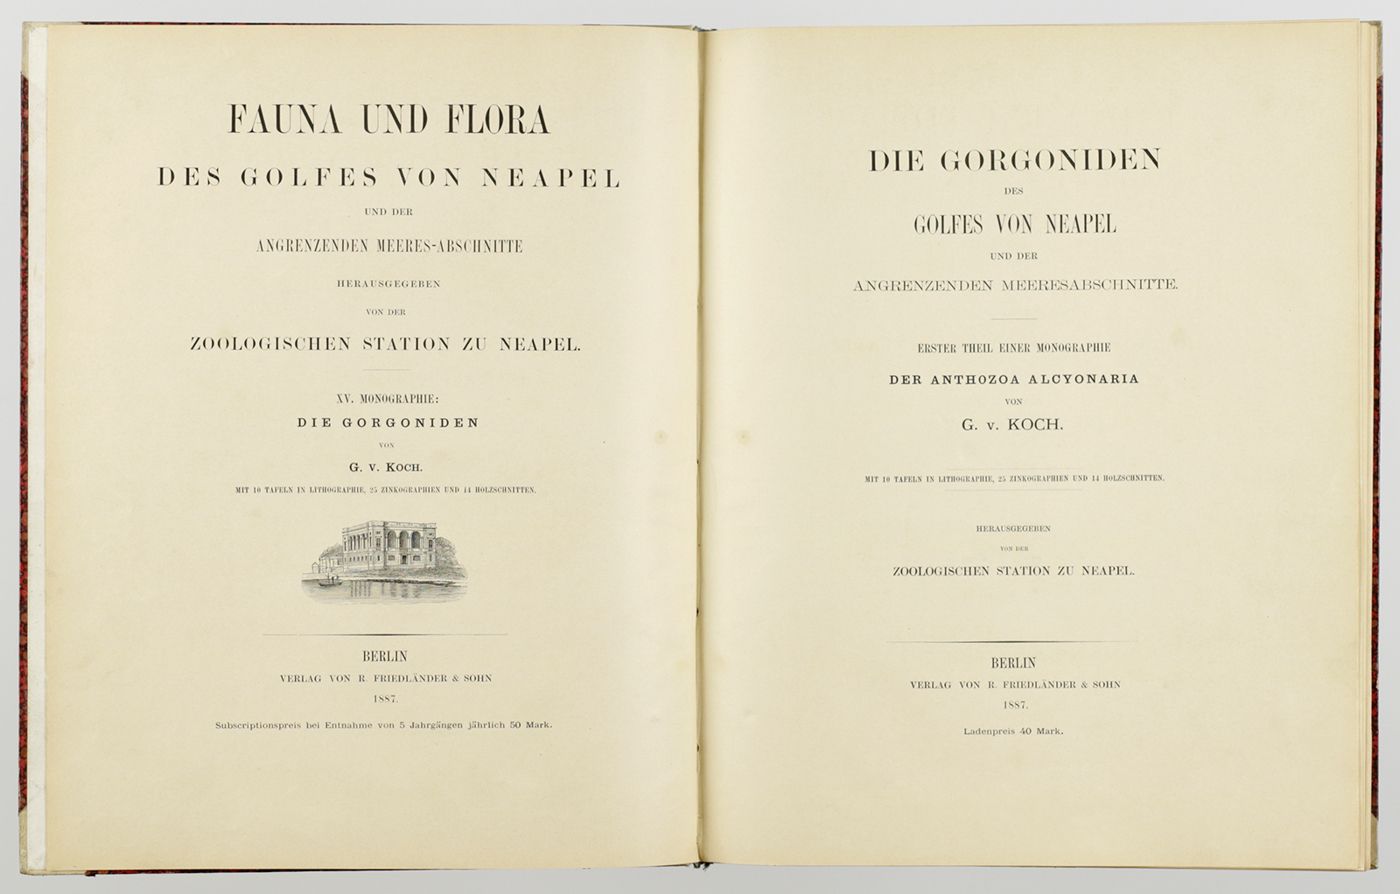 FAUNA UND FLORA
DES GOLFES VON NEAPEL
UND DER
ANGRENZENDEN MEERES-ABSCHNITTE
HERAUSGEGEBEN
VON DER
ZOOLOGISCHEN STATION ZU NEAPEL.
XV. MONOGRAPHIE:
DIE GORGONIDEN
VON
G. V. KOCH.
MIT 10 TAFELN IN LITHOGRAPHIE, 25 ZINKOGRAPHIEN UND 14 HOLZSCHNITTEN.
BERLIN
VERLAG VON R. FRIEDLÄNDER & SOHN
1887.
Subscriptionspreis bei Entnahme von 5 Jahrgängen jährlich 50 Mark.
DIE GORGONIDEN
DES
GOLFES VON NEAPEL
UND DER
ANGRENZENDEN MEERESABSCHNITTE.
ERSTER THEIL EINER MONOGRAPHIE
DER ANTHOZOA ALCYONARIA
VON
G. v. KOCH.
MIT 10 TAFELN IN LITHOGRAPHIE, 25 ZINKOGRAPHIEN UND 14 HOLZSCHNITTEN.
HERAUSGEGEBEN
VON DER
ZOOLOGISCHEN STATION ZU NEAPEL.
BERLIN
VERLAG VON R. FRIEDLÄNDER & SOHN
1887.
Ladenpreis 40 Mark.